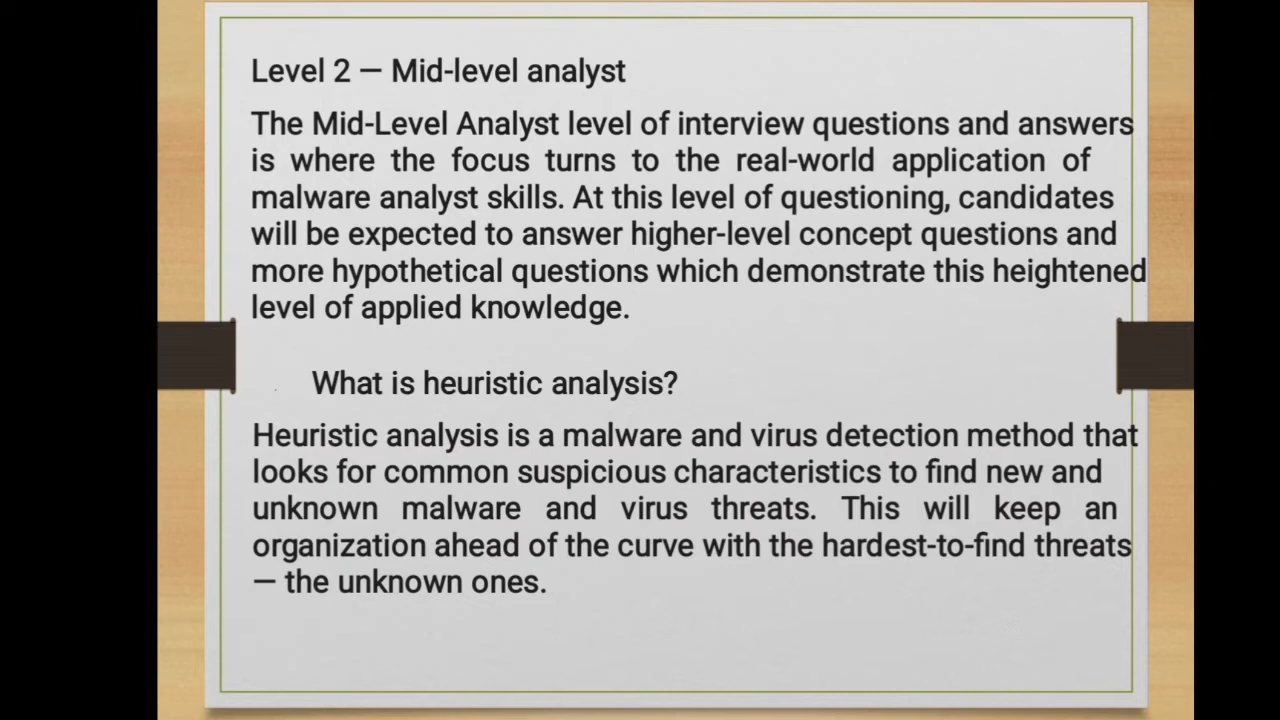 Level 2 — Mid-level analyst
The Mid-Level Analyst level of interview questions and answers
is where the focus turns to the real-world application of
malware analyst skills. At this level of questioning, candidates
will be expected to answer higher-level concept questions and
more hypothetical questions which demonstrate this heightened
level of applied knowledge.
What is heuristic analysis?
Heuristic analysis is a malware and virus detection method that
looks for common suspicious characteristics to find new and
unknown malware and virus threats. This will keep an
organization ahead of the curve with the hardest-to-find threats
— the unknown ones.